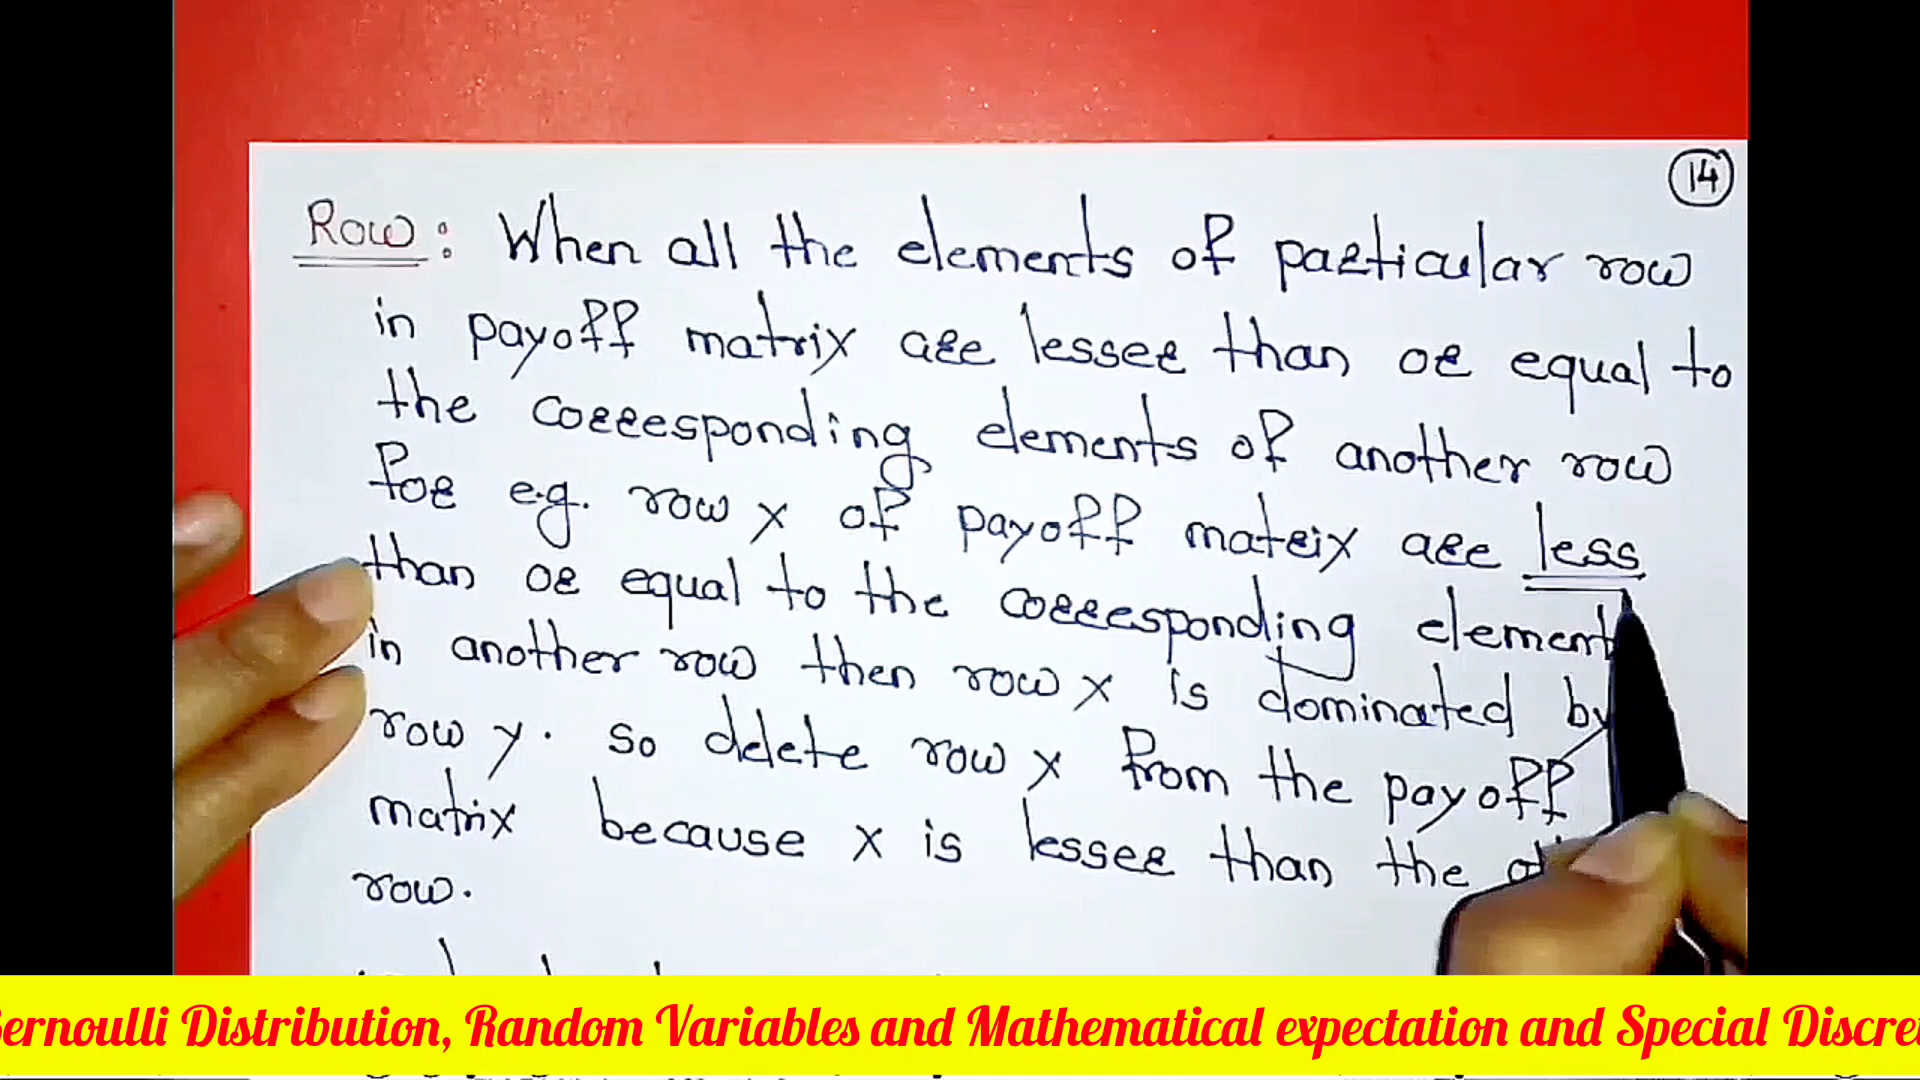 14
Row: When all the elements of particular row
in payoff matrix are lesser than or equal to
the corresponding elements of another row
for e.g. row x of payoff matrix are less
than or equal to the corresponding element
in another row then row x is dominated by
row y. so delete row x from the payoff
matrix because x is lesser than the
row.
Bernoulli Distribution, Random Variables and Mathematical expectation and Special